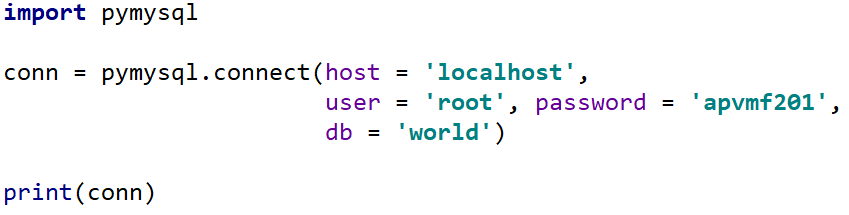 import pymysql
conn = pymysql.connect(host = 'localhost',
user = 'root', password = 'apvmf201',
db = 'world')
print(conn)